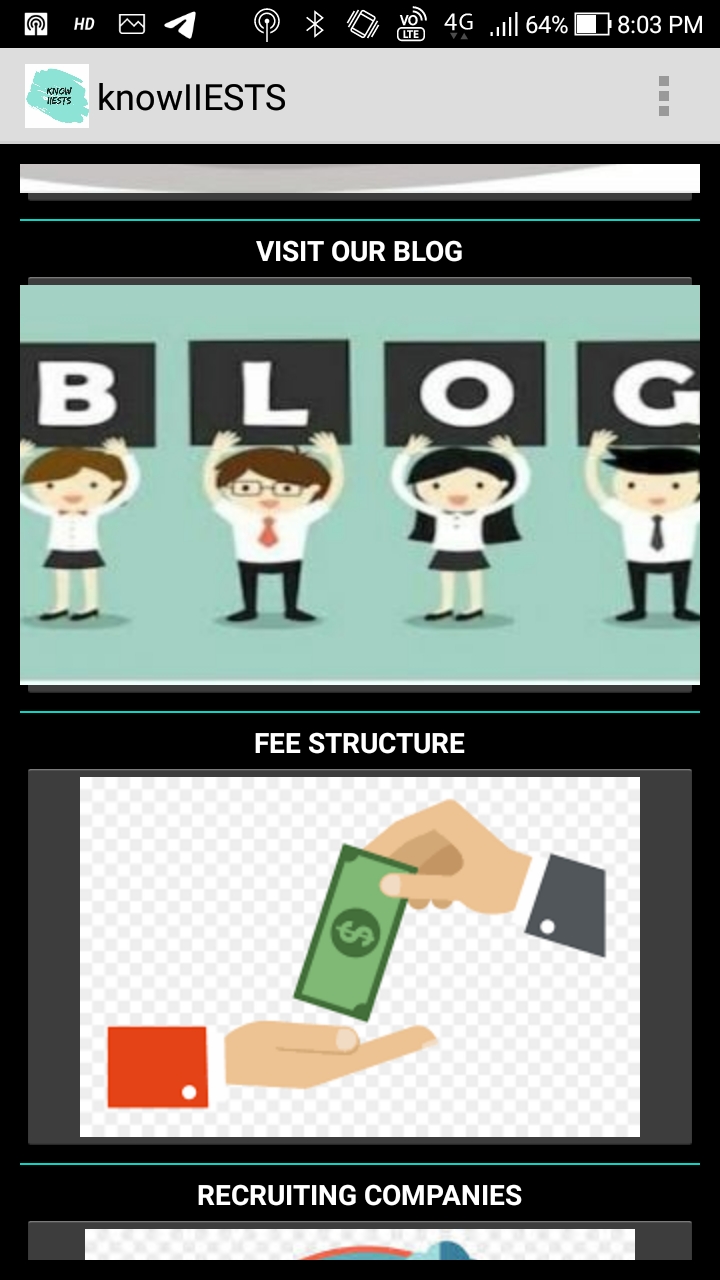 HD VO LTE 4G 64% 8:03 PM
KNOW
IIESTS
knowIIESTS
VISIT OUR BLOG
B L O G
FEE STRUCTURE
$
RECRUITING COMPANIES